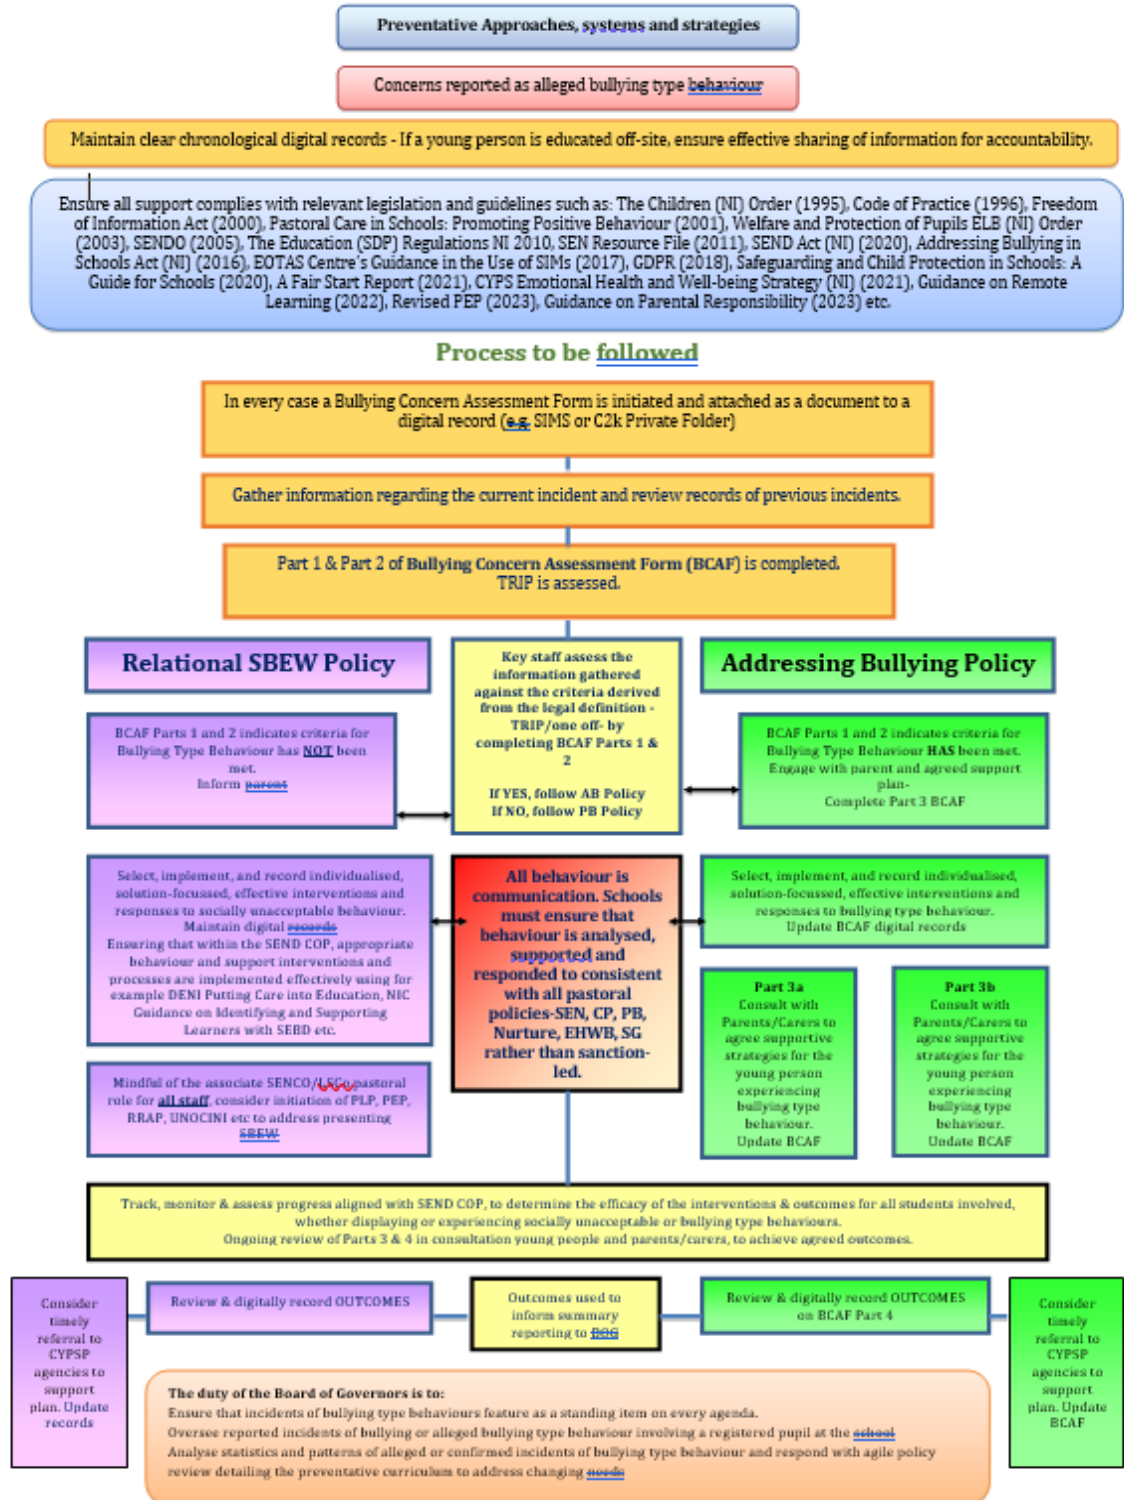 Preventative Approaches, systems and strategies
Concerns reported as alleged bullying type behaviour
Maintain clear chronological digital records - If a young person is educated off-site, ensure effective sharing of information for accountability.
Ensure all support complies with relevant legislation and guidelines such as: The Children (NI) Order (1995), Code of Practice (1996), Freedom
of Information Act (2000), Pastoral Care in Schools: Promoting Positive Behaviour (2001), Welfare and Protection of Pupils ELB (NI) Order
(2003), SENDO (2005), The Education (SDP) Regulations NI 2010, SEN Resource File (2011), SEND Act (NI) (2020), Addressing Bullying in
Schools Act (NI) (2016), EOTAS Centre's Guidance in the Use of SIMs (2017), GDPR (2018), Safeguarding and Child Protection in Schools: A
Guide for Schools (2020), A Fair Start Report (2021), CYPS Emotional Health and Well-being Strategy (NI) (2021), Guidance on Remote
Learning (2022), Revised PEP (2023), Guidance on Parental Responsibility (2023) etc.
Process to be followed
In every case a Bullying Concern Assessment Form is initiated and attached as a document to a
digital record (e.g. SIMS or C2k Private Folder)
Gather information regarding the current incident and review records of previous incidents.
Part 1 & Part 2 of Bullying Concern Assessment Form (BCAF) is completed.
TRIP is assessed.
Relational SBEW Policy
Key staff assess the
information gathered
against the criteria derived
from the legal definition -
TRIP/one off- by
completing BCAF Parts 1 &
2
If YES, follow AB Policy
If NO, follow PB Policy
Addressing Bullying Policy
BCAF Parts 1 and 2 indicates criteria for
Bullying Type Behaviour has NOT been
met.
Inform parent
BCAF Parts 1 and 2 indicates criteria for
Bullying Type Behaviour HAS been met.
Engage with parent and agreed support
plan-
Complete Part 3 BCAF
Select, implement, and record individualised,
solution-focussed, effective interventions and
responses to socially unacceptable behaviour.
Maintain digital records
Ensuring that within the SEND COP, appropriate
behaviour and support interventions and
processes are implemented effectively using for
example DENI Putting Care into Education, NIC
Guidance on Identifying and Supporting
Learners with SEBD etc.
All behaviour is
communication. Schools
must ensure that
behaviour is analysed,
supported and
responded to consistent
with all pastoral
policies-SEN, CP, PB,
Nurture, EHWB, SG
rather than sanction-
led.
Select, implement, and record individualised,
solution-focussed, effective interventions and
responses to bullying type behaviour.
Update BCAF digital records
Part 3a
Consult with
Parents/Carers to
agree supportive
strategies for the
young person
experiencing
bullying type
behaviour.
Update BCAF
Part 3b
Consult with
Parents/Carers to
agree supportive
strategies for the
young person
experiencing
bullying type
behaviour.
Update BCAF
Mindful of the associate SENCO/LSCo pastoral
role for all staff, consider initiation of PLP, PEP,
RRAP, UNOCINI etc to address presenting
SBEW
Track, monitor & assess progress aligned with SEND COP, to determine the efficacy of the interventions & outcomes for all students involved,
whether displaying or experiencing socially unacceptable or bullying type behaviours.
Ongoing review of Parts 3 & 4 in consultation young people and parents/carers, to achieve agreed outcomes.
Consider
timely
referral to
CYPSP
agencies to
support
plan. Update
records
Review & digitally record OUTCOMES
Outcomes used to
inform summary
reporting to BOG
Review & digitally record OUTCOMES
on BCAF Part 4
Consider
timely
referral to
CYPSP
agencies to
support
plan. Update
BCAF
The duty of the Board of Governors is to:
Ensure that incidents of bullying type behaviours feature as a standing item on every agenda.
Oversee reported incidents of bullying or alleged bullying type behaviour involving a registered pupil at the school
Analyse statistics and patterns of alleged or confirmed incidents of bullying type behaviour and respond with agile policy
review detailing the preventative curriculum to address changing needs